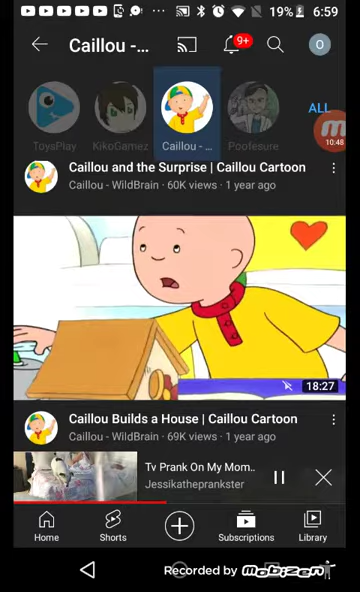 19% 6:59
Caillou -...
9+
O
ToysPlay KikoGamez Caillou - ... Poofesure ALL
10:48
Caillou and the Surprise | Caillou Cartoon
Caillou - WildBrain · 60K views · 1 year ago
18:27
Caillou Builds a House | Caillou Cartoon
Caillou - WildBrain · 69K views · 1 year ago
Tv Prank On My Mom..
Jessikatheprankster
Home Shorts Subscriptions Library
Recorded by mobizen